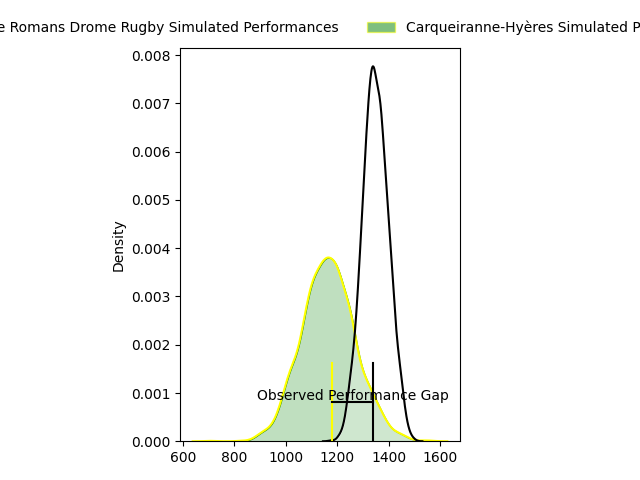 e Romans Drome Rugby Simulated Performances
Carqueiranne-Hyères Simulated P
0.008
0.007
0.006
0.005
0.004
0.003
0.002
0.001
0.000
Density
Observed Performance Gap
600 800 1000 1200 1400 1600